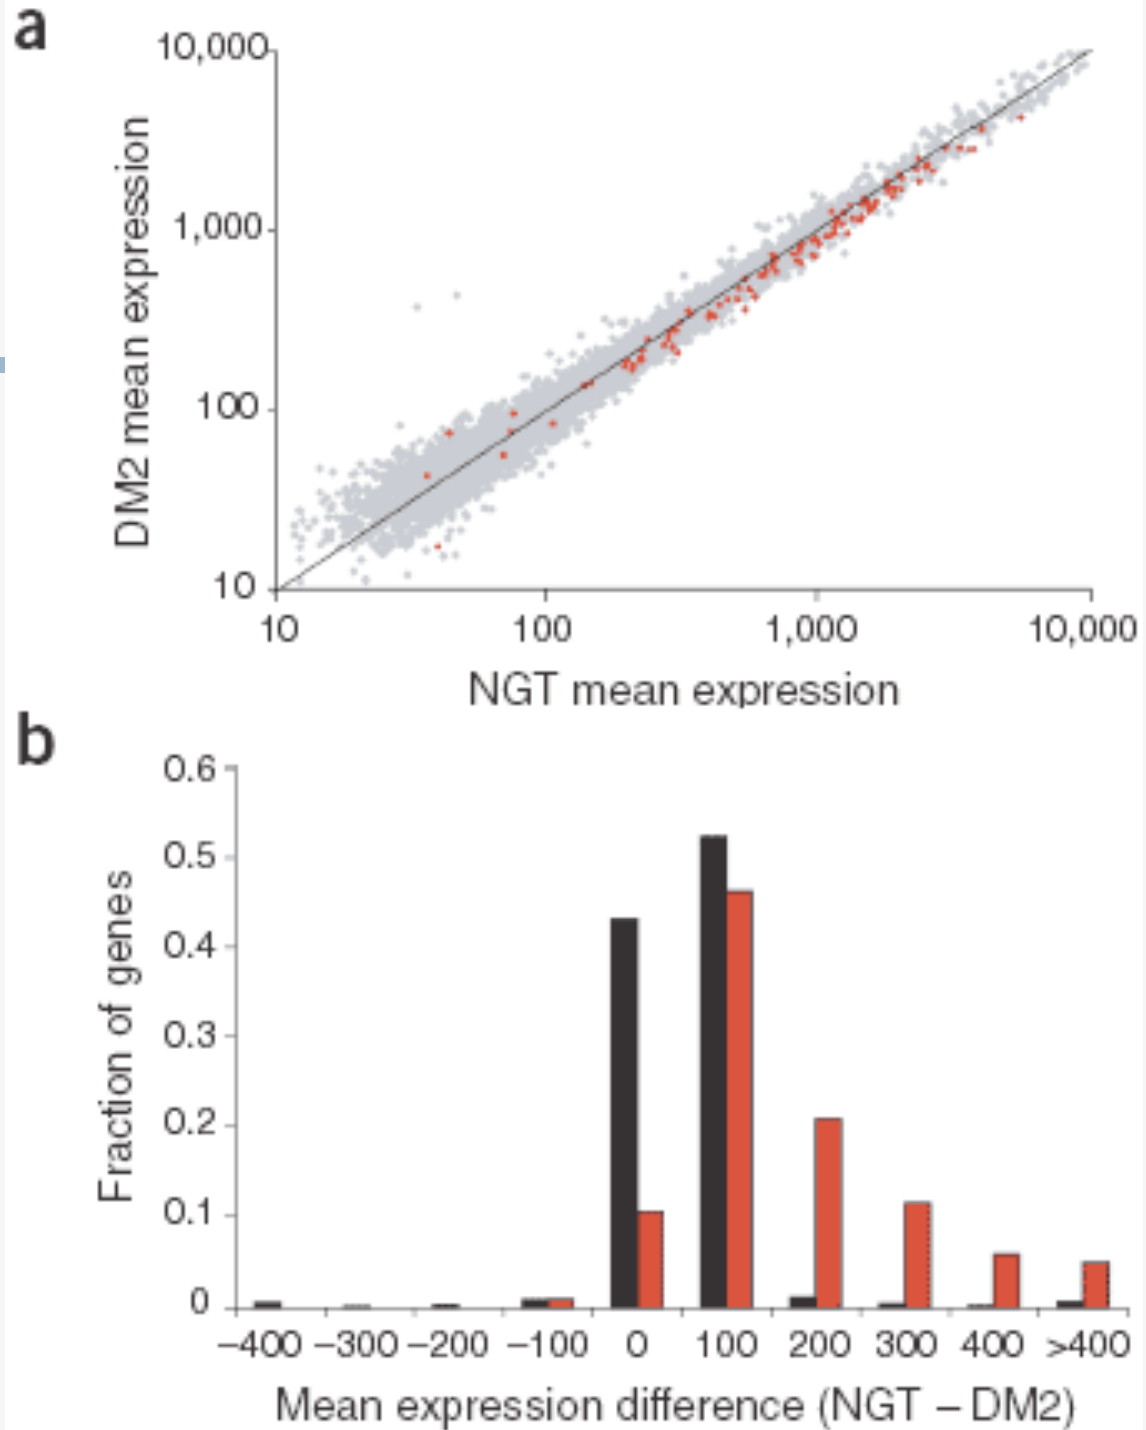 a
10,000
1,000
100
10
DM2 mean expression
10 100 1,000 10,000
NGT mean expression
b
0.6
0.5
0.4
0.3
0.2
0.1
0
Fraction of genes
–400 –300 –200 –100 0 100 200 300 400 >400
Mean expression difference (NGT – DM2)